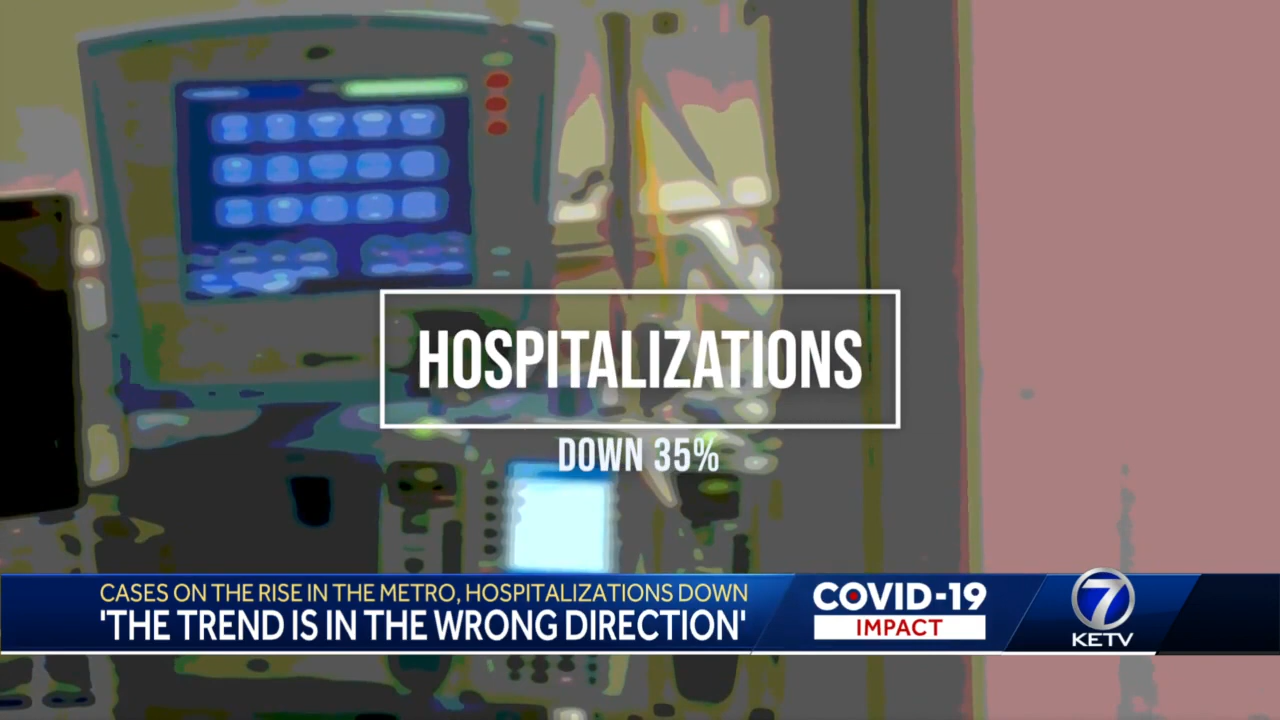 HOSPITALIZATIONS
DOWN 35%
CASES ON THE RISE IN THE METRO, HOSPITALIZATIONS DOWN
'THE TREND IS IN THE WRONG DIRECTION'
COVID-19
IMPACT
7
KETV